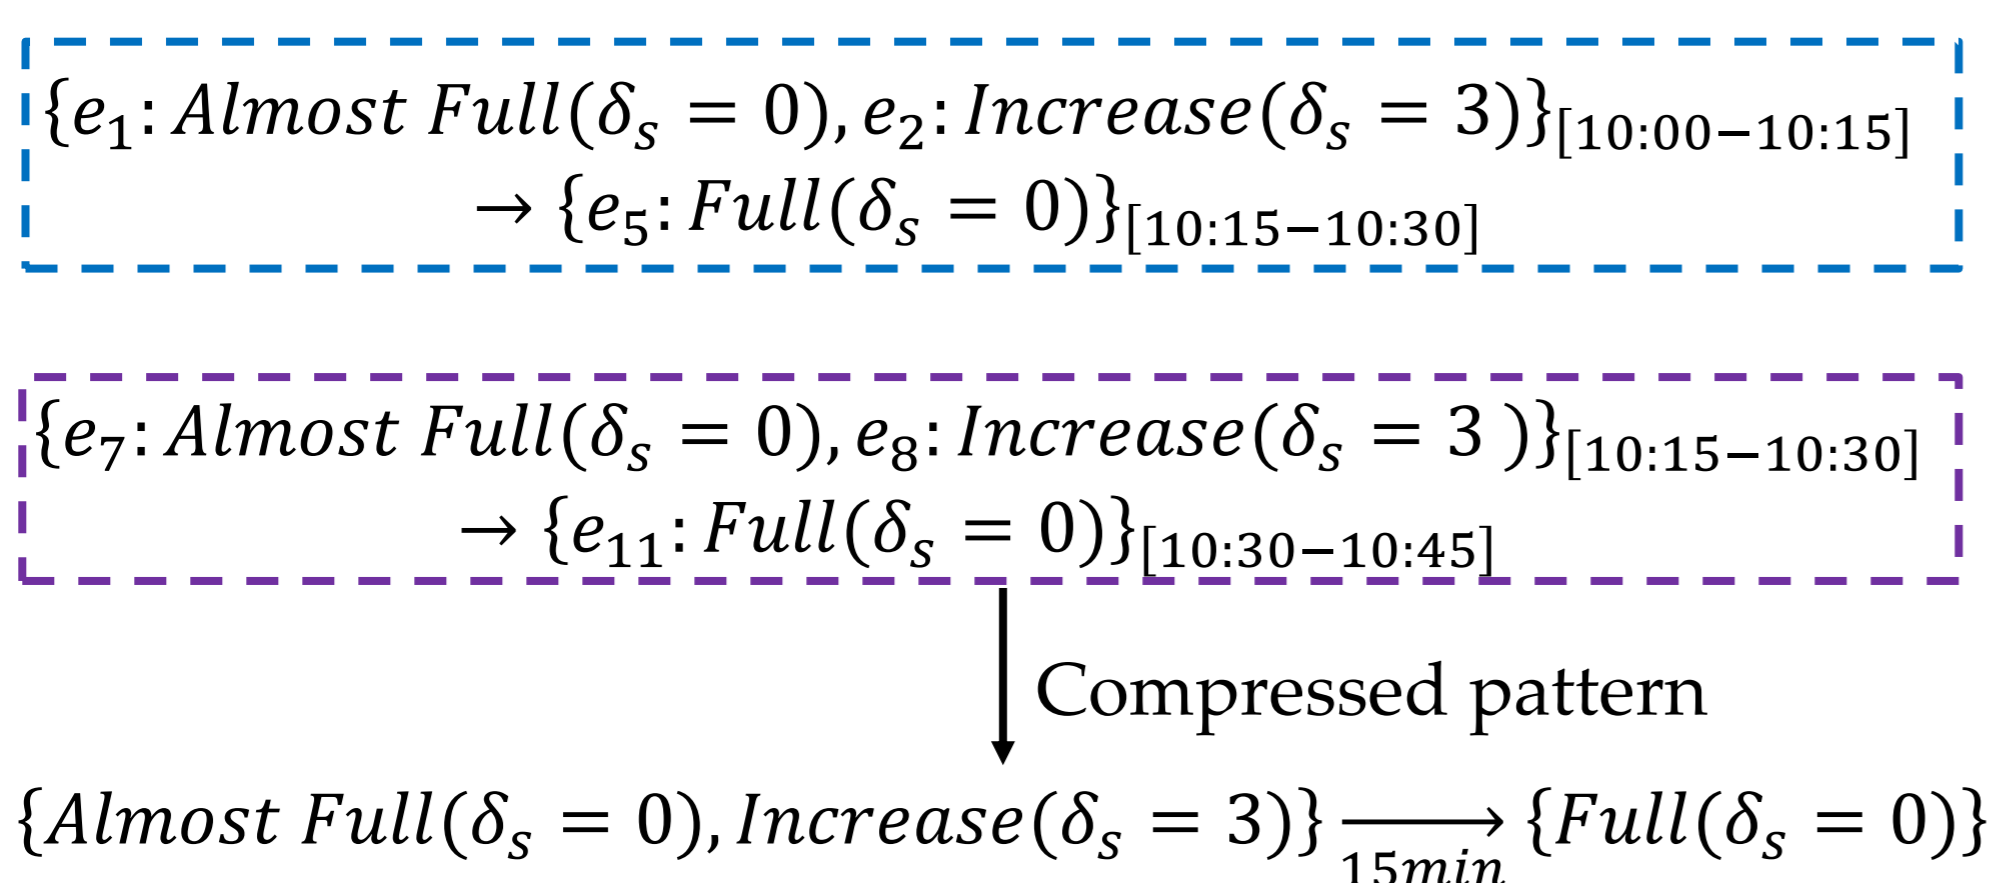 {e₁: Almost Full(δₛ = 0), e₂: Increase(δₛ = 3)}[10:00−10:15]
→ {e₅: Full(δₛ = 0)}[10:15−10:30]
{e₇: Almost Full(δₛ = 0), e₈: Increase(δₛ = 3 )}[10:15−10:30]
→ {e₁₁: Full(δₛ = 0)}[10:30−10:45]
Compressed pattern
{Almost Full(δₛ = 0), Increase(δₛ = 3)} → {Full(δₛ = 0)}
15min